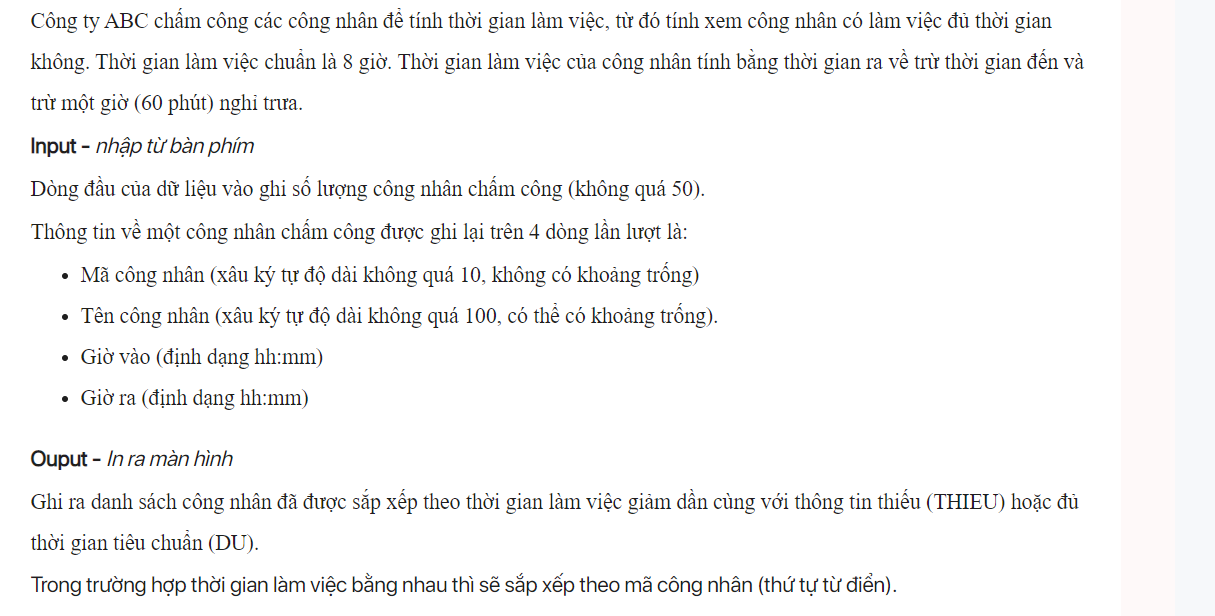 Công ty ABC chấm công các công nhân để tính thời gian làm việc, từ đó tính xem công nhân có làm việc đủ thời gian
không. Thời gian làm việc chuẩn là 8 giờ. Thời gian làm việc của công nhân tính bằng thời gian ra về trừ thời gian đến và
trừ một giờ (60 phút) nghỉ trưa.
Input - nhập từ bàn phím
Dòng đầu của dữ liệu vào ghi số lượng công nhân chấm công (không quá 50).
Thông tin về một công nhân chấm công được ghi lại trên 4 dòng lần lượt là:
• Mã công nhân (xâu ký tự độ dài không quá 10, không có khoảng trống)
• Tên công nhân (xâu ký tự độ dài không quá 100, có thể có khoảng trống).
• Giờ vào (định dạng hh:mm)
• Giờ ra (định dạng hh:mm)
Ouput - In ra màn hình
Ghi ra danh sách công nhân đã được sắp xếp theo thời gian làm việc giảm dần cùng với thông tin thiếu (THIEU) hoặc đủ
thời gian tiêu chuẩn (DU).
Trong trường hợp thời gian làm việc bằng nhau thì sẽ sắp xếp theo mã công nhân (thứ tự từ điển).